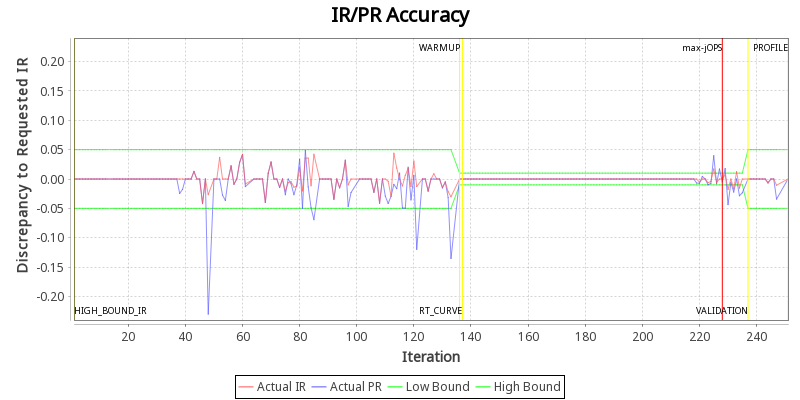 IR/PR Accuracy
Discrepancy to Requested IR
0.20
0.15
0.10
0.05
0.00
-0.05
-0.10
-0.15
-0.20
WARMUP
max-jOPS
PROFILE
HIGH_BOUND_IR
RT_CURVE
VALIDATION
20 40 60 80 100 120 140 160 180 200 220 240
Iteration
Actual IR Actual PR Low Bound High Bound